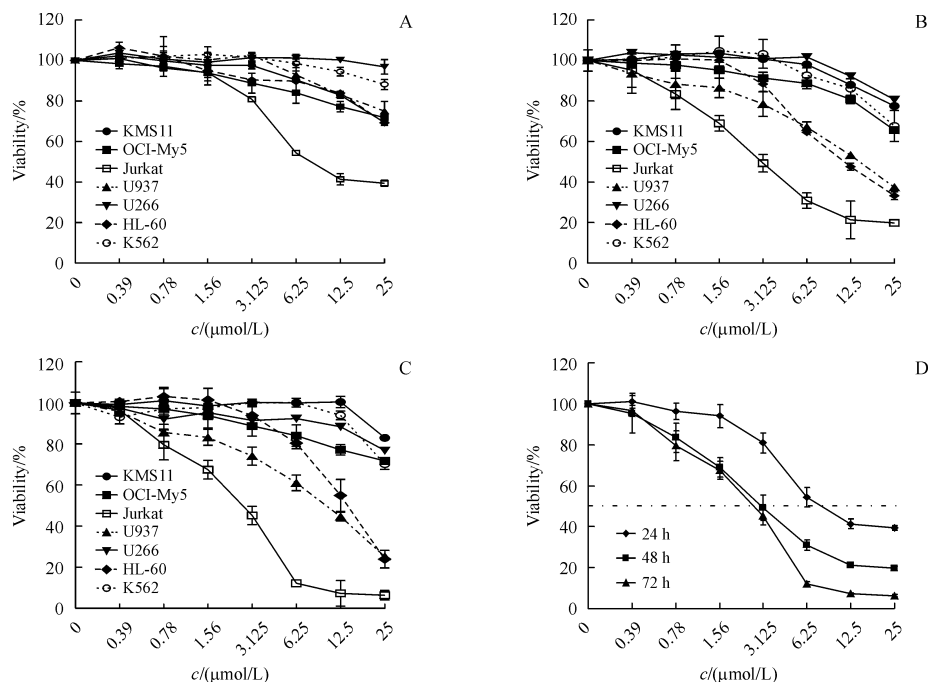 A
120
100
80
60
40
20
0
Viability/%
KMS11
OCI-My5
Jurkat
U937
U266
HL-60
K562
0
0.39
0.78
1.56
3.125
6.25
12.5
25
c/(μmol/L)
B
120
100
80
60
40
20
0
Viability/%
KMS11
OCI-My5
Jurkat
U937
U266
HL-60
K562
0
0.39
0.78
1.56
3.125
6.25
12.5
25
c/(μmol/L)
C
120
100
80
60
40
20
0
Viability/%
KMS11
OCI-My5
Jurkat
U937
U266
HL-60
K562
0
0.39
0.78
1.56
3.125
6.25
12.5
25
c/(μmol/L)
D
120
100
80
60
40
20
0
Viability/%
24 h
48 h
72 h
0
0.39
0.78
1.56
3.125
6.25
12.5
25
c/(μmol/L)